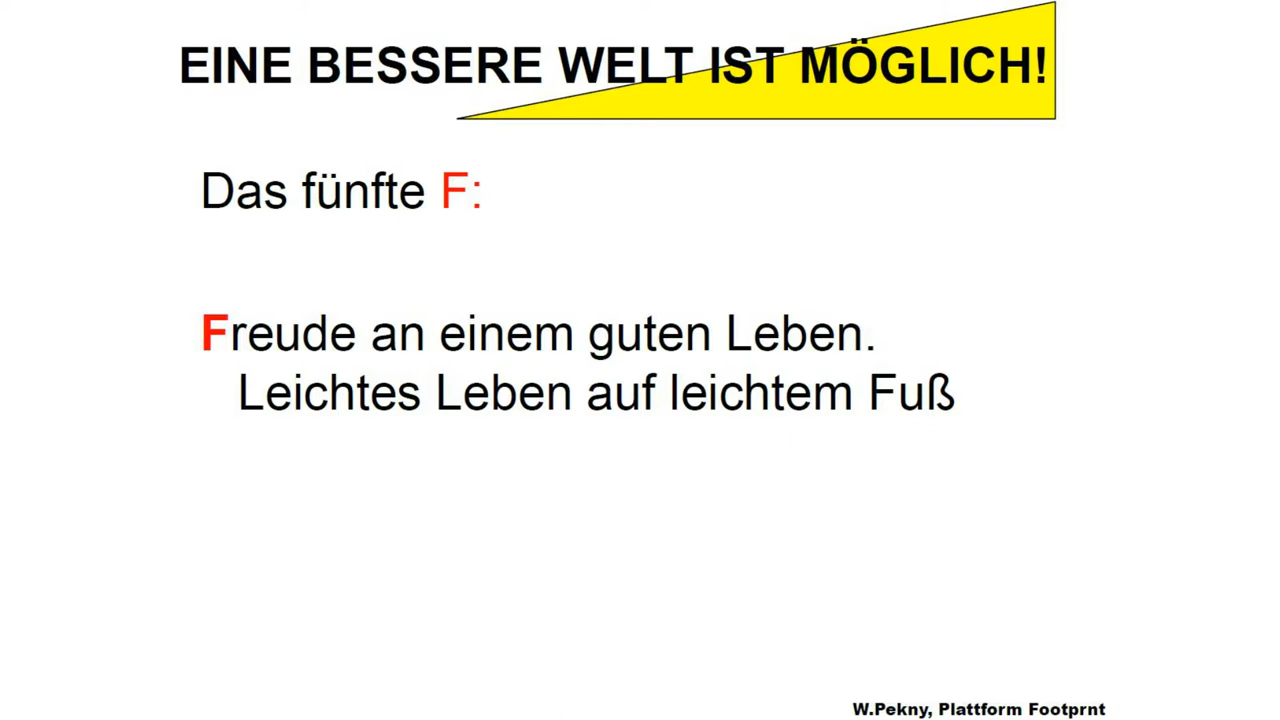 EINE BESSERE WELT IST MÖGLICH!
Das fünfte F:
Freude an einem guten Leben.
Leichtes Leben auf leichtem Fuß
W.Pekny, Plattform Footprnt